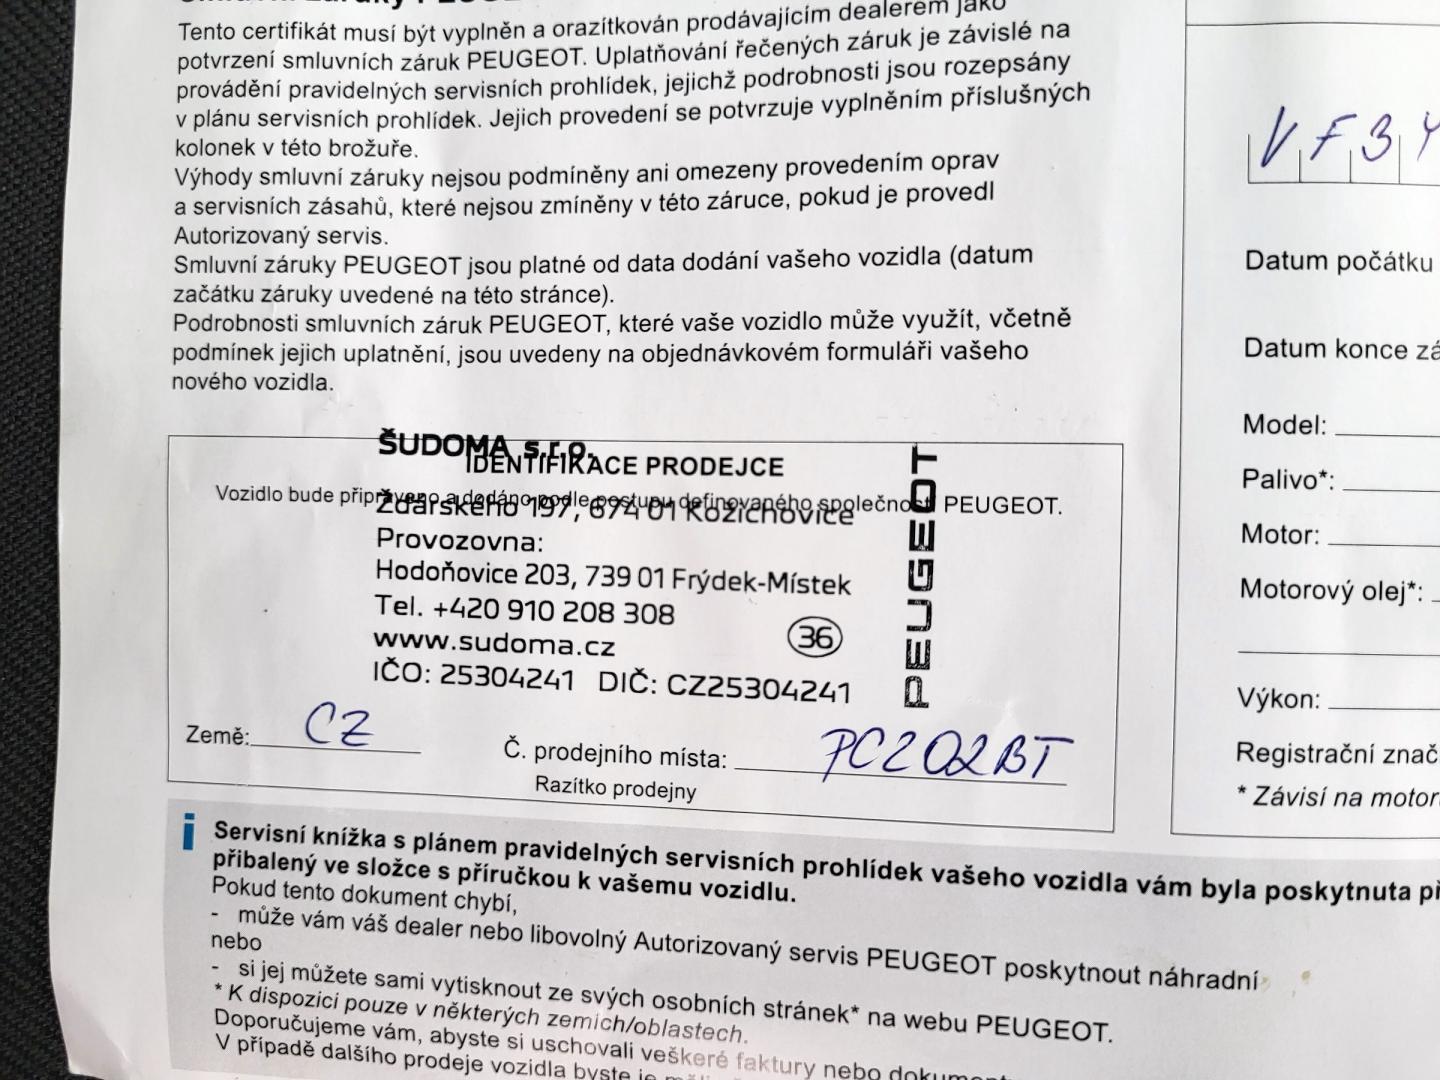 Tento certifikát musí být vyplněn a orazítkován prodávajícím dealerem jako
potvrzení smluvních záruk PEUGEOT. Uplatňování řečených záruk je závislé na
provádění pravidelných servisních prohlídek, jejichž podrobnosti jsou rozepsány
v plánu servisních prohlídek. Jejich provedení se potvrzuje vyplněním příslušných
kolonek v této brožuře.
Výhody smluvní záruky nejsou podmíněny ani omezeny provedením oprav
a servisních zásahů, které nejsou zmíněny v této záruce, pokud je provedl
Autorizovaný servis.
Smluvní záruky PEUGEOT jsou platné od data dodání vašeho vozidla (datum
začátku záruky uvedené na této stránce).
Podrobnosti smluvních záruk PEUGEOT, které vaše vozidlo může využít, včetně
podmínek jejich uplatnění, jsou uvedeny na objednávkovém formuláři vašeho
nového vozidla.
ŠUDOMA s.r.o.
IDENTIFIKACE PRODEJCE
Vozidlo bude připraveno a dodáno podle postupu definovaného společností PEUGEOT.
Žďárského 197, 674 01 Kožichovice
Provozovna:
Hodoňovice 203, 739 01 Frýdek-Místek
Tel. +420 910 208 308
www.sudoma.cz
36
IČO: 25304241 DIČ: CZ25304241
PEUGEOT
Země: CZ
Č. prodejního místa: PC202BT
Razítko prodejny
VF3Y
Datum počátku
Datum konce zá
Model:
Palivo*:
Motor:
Motorový olej*:
Výkon:
Registrační znač
* Závisí na motor
i
Servisní knížka s plánem pravidelných servisních prohlídek vašeho vozidla vám byla poskytnuta př
přibalený ve složce s příručkou k vašemu vozidlu.
Pokud tento dokument chybí,
- může vám váš dealer nebo libovolný Autorizovaný servis PEUGEOT poskytnout náhradní
nebo
- si jej můžete sami vytisknout ze svých osobních stránek* na webu PEUGEOT.
* K dispozici pouze v některých zemích/oblastech.
Doporučujeme vám, abyste si uschovali veškeré faktury nebo dokument
V případě dalšího prodeje vozidla byste je